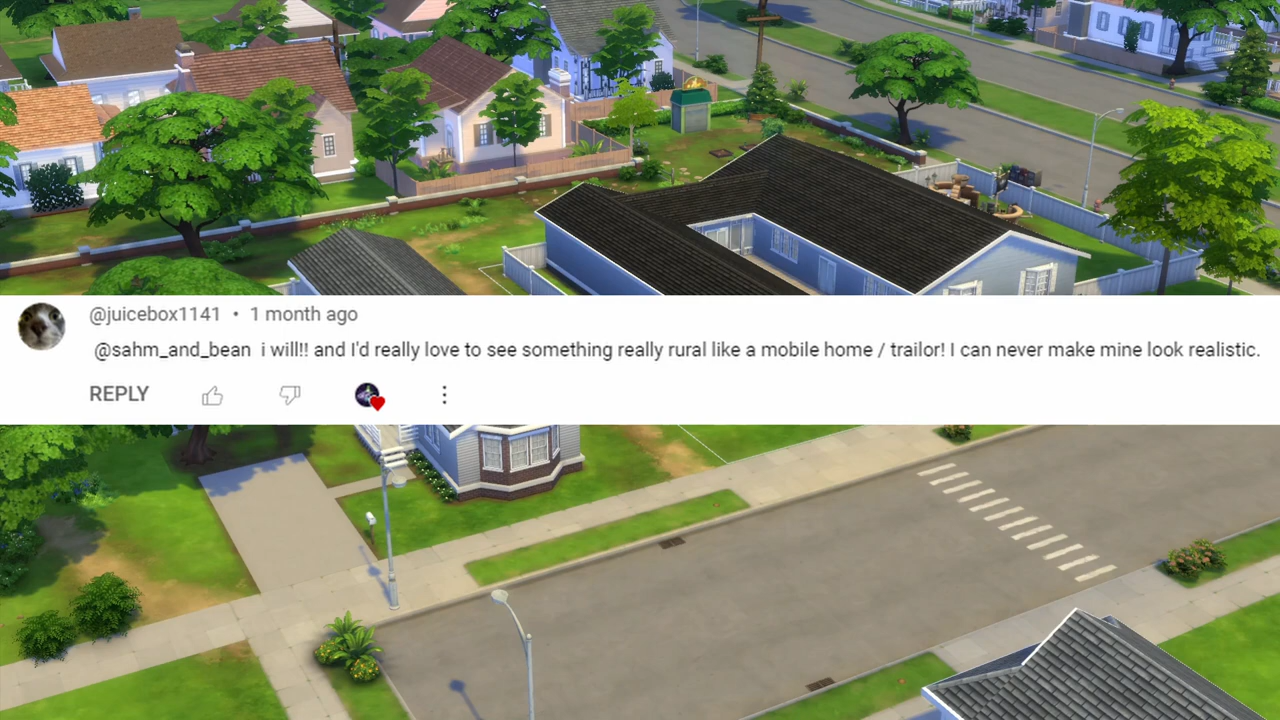 @juicebox1141 • 1 month ago
@sahm_and_bean i will!! and I'd really love to see something really rural like a mobile home / trailor! I can never make mine look realistic.
REPLY